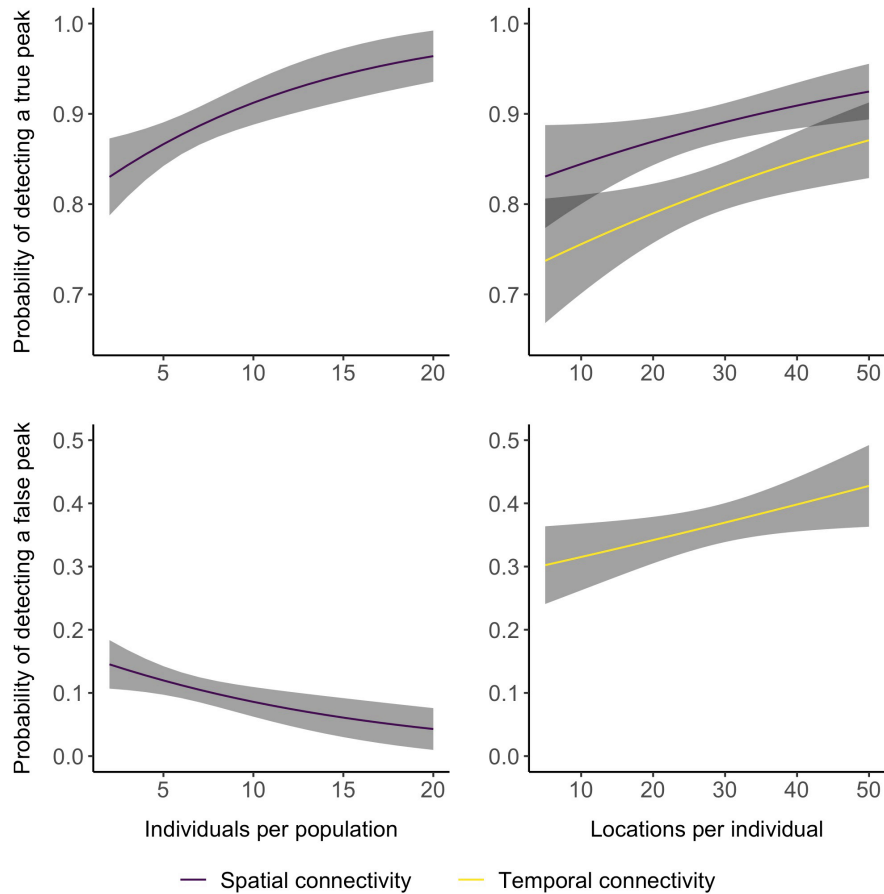 Probability of detecting a true peak
1.0
0.9
0.8
0.7
5 10 15 20
1.0
0.9
0.8
0.7
10 20 30 40 50
Probability of detecting a false peak
0.5
0.4
0.3
0.2
0.1
0.0
5 10 15 20
Individuals per population
0.5
0.4
0.3
0.2
0.1
0.0
10 20 30 40 50
Locations per individual
Spatial connectivity Temporal connectivity